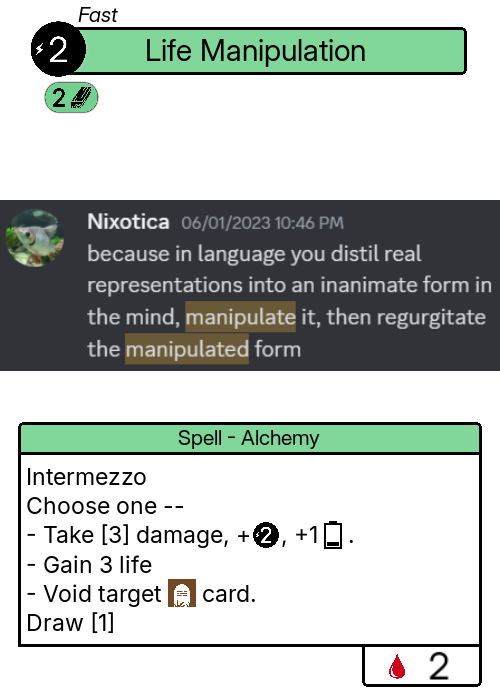 Fast
2
Life Manipulation
2
Nixotica 06/01/2023 10:46 PM
because in language you distil real
representations into an inanimate form in
the mind, manipulate it, then regurgitate
the manipulated form
Spell - Alchemy
Intermezzo
Choose one --
- Take [3] damage, +2, +1 .
- Gain 3 life
- Void target card.
Draw [1]
2